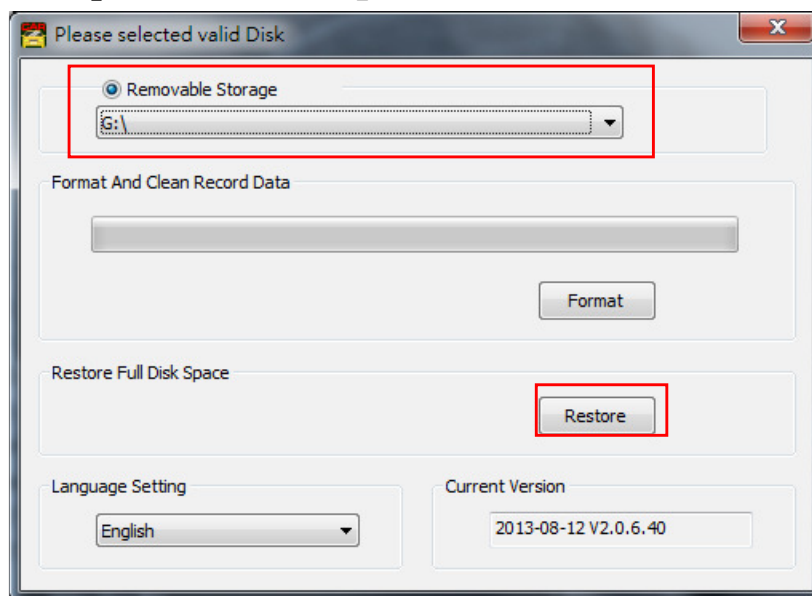 CAR
Please selected valid Disk
Removable Storage
G:\
Format And Clean Record Data
Format
Restore Full Disk Space
Restore
Language Setting
English
Current Version
2013-08-12 V2.0.6.40